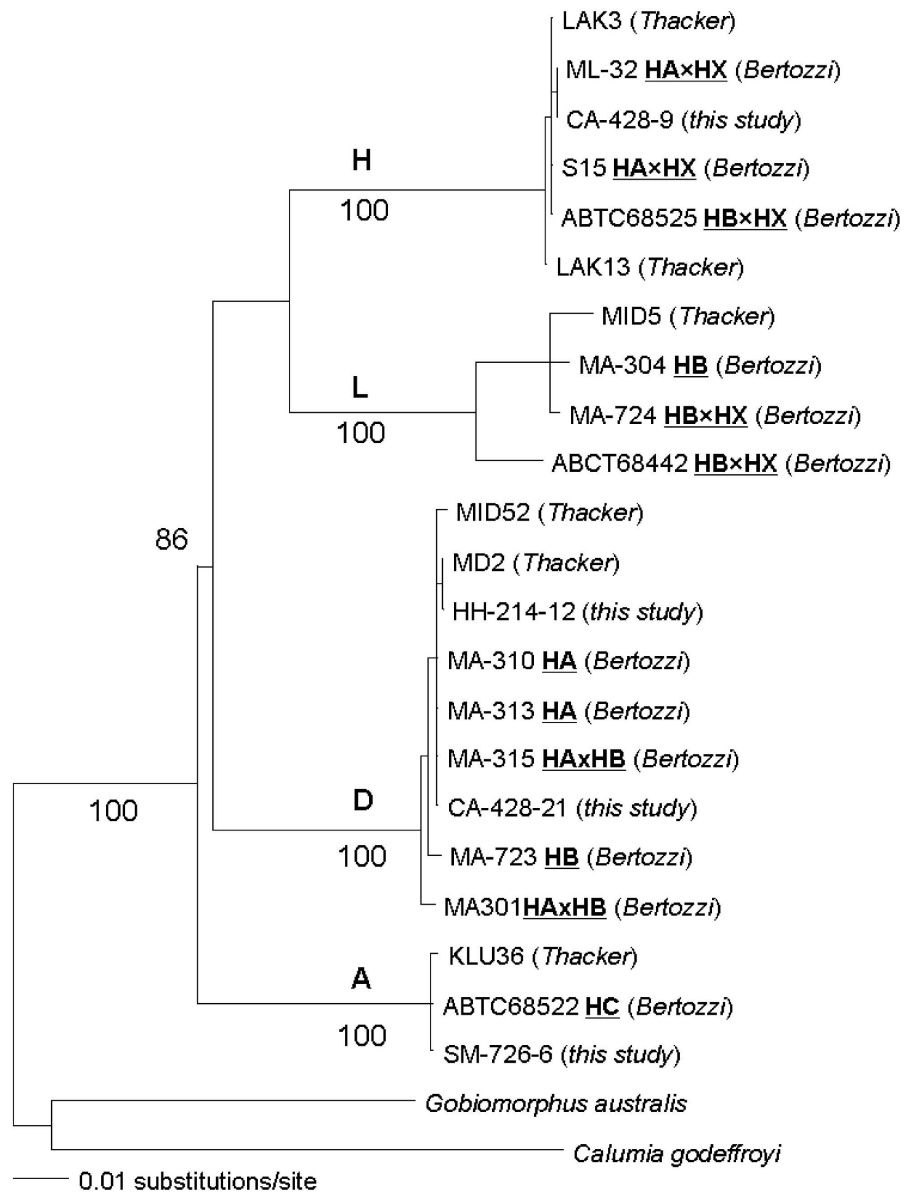 LAK3 (Thacker)
ML-32 HA×HX (Bertozzi)
CA-428-9 (this study)
H
S15 HA×HX (Bertozzi)
100
ABTC68525 HB×HX (Bertozzi)
LAK13 (Thacker)
MID5 (Thacker)
MA-304 HB (Bertozzi)
L
MA-724 HB×HX (Bertozzi)
100
ABCT68442 HB×HX (Bertozzi)
MID52 (Thacker)
86
MD2 (Thacker)
HH-214-12 (this study)
MA-310 HA (Bertozzi)
MA-313 HA (Bertozzi)
MA-315 HAxHB (Bertozzi)
D
CA-428-21 (this study)
100
100
MA-723 HB (Bertozzi)
MA301HAxHB (Bertozzi)
KLU36 (Thacker)
A
ABTC68522 HC (Bertozzi)
100
SM-726-6 (this study)
Gobiomorphus australis
Calumia godeffroyi
0.01 substitutions/site